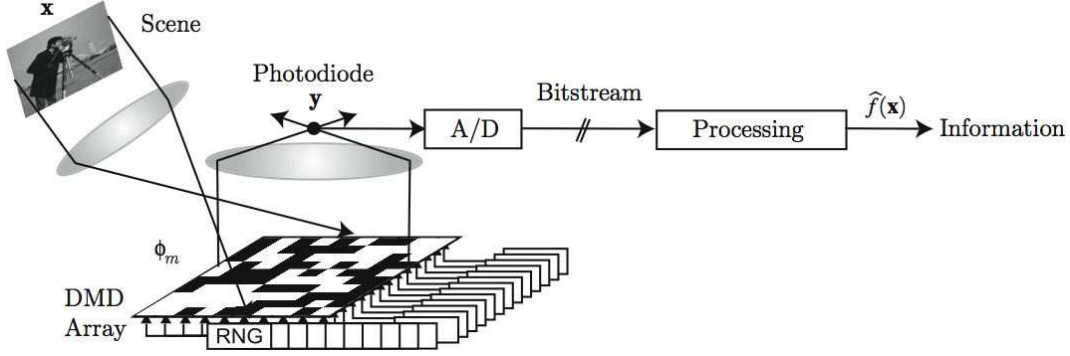 x
Scene
Photodiode
y
A/D
Bitstream
Processing
f̂(x)
Information
ϕₘ
DMD
Array
RNG